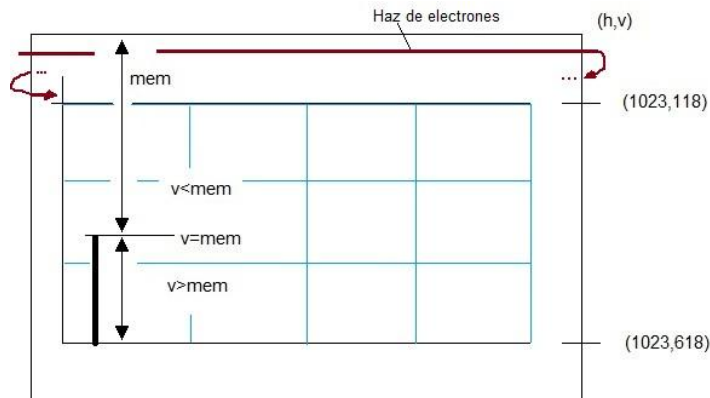 Haz de electrones
(h,v)
...
mem
...
(1023,118)
v<mem
v=mem
v>mem
(1023,618)